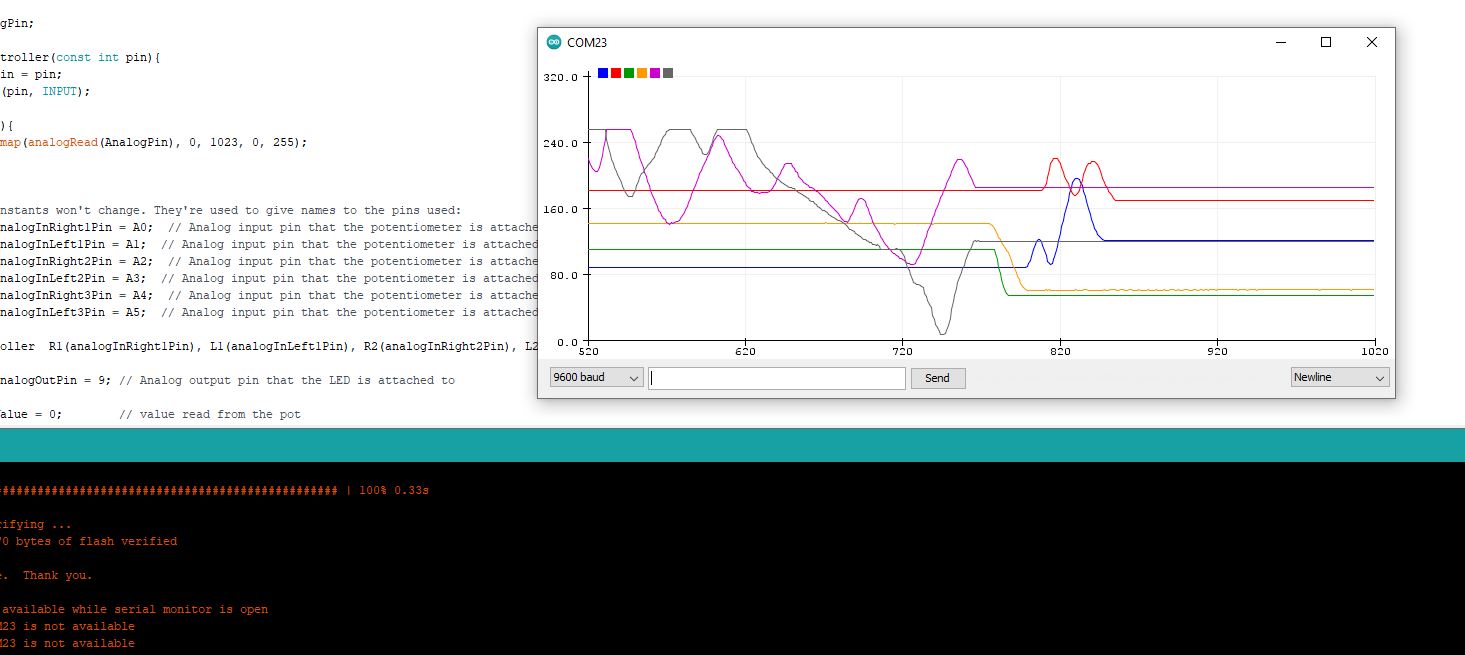 gPin;
troller(const int pin){
in = pin;
(pin, INPUT);
){
map(analogRead(AnalogPin), 0, 1023, 0, 255);
nstants won't change. They're used to give names to the pins used:
nalogInRight1Pin = A0;  // Analog input pin that the potentiometer is attache
nalogInLeft1Pin = A1;  // Analog input pin that the potentiometer is attached
nalogInRight2Pin = A2;  // Analog input pin that the potentiometer is attache
nalogInLeft2Pin = A3;  // Analog input pin that the potentiometer is attached
nalogInRight3Pin = A4;  // Analog input pin that the potentiometer is attache
nalogInLeft3Pin = A5;  // Analog input pin that the potentiometer is attached
oller  R1(analogInRight1Pin), L1(analogInLeft1Pin), R2(analogInRight2Pin), L2
nalogOutPin = 9; // Analog output pin that the LED is attached to
alue = 0;        // value read from the pot
COM23
320.0
240.0
160.0
80.0
0.0
520 620 720 820 920 1020
9600 baud
Send
Newline
################################################ | 100% 0.33s
rifying ...
70 bytes of flash verified
e.  Thank you.
available while serial monitor is open
M23 is not available
M23 is not available